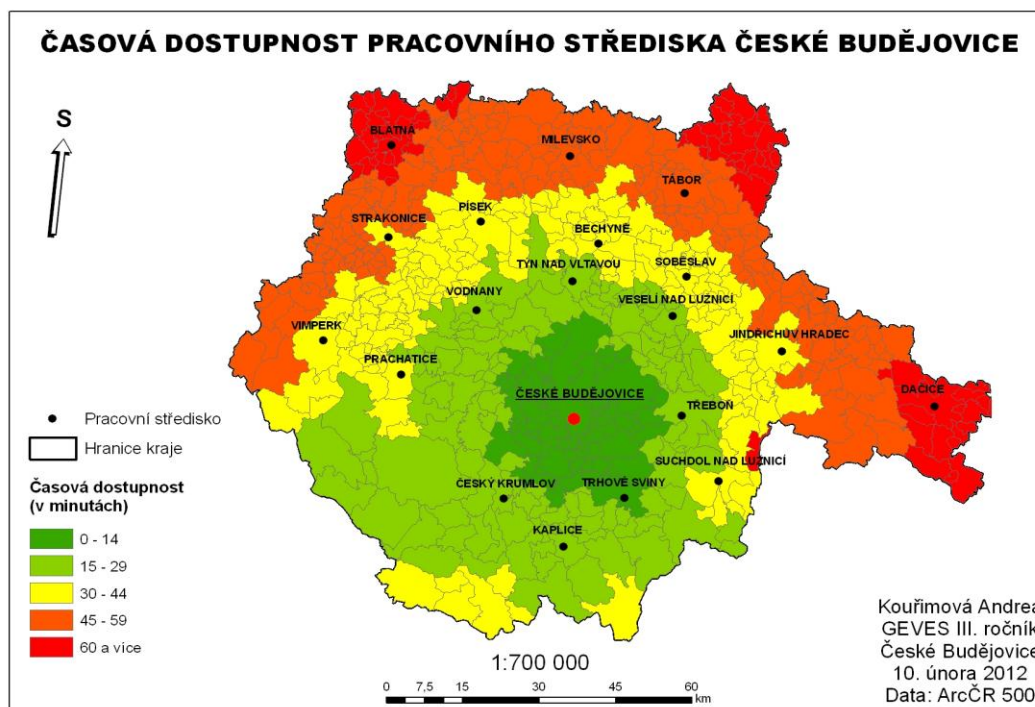 ČASOVÁ DOSTUPNOST PRACOVNÍHO STŘEDISKA ČESKÉ BUDĚJOVICE
S
BLATNÁ
MILEVSKO
TÁBOR
PÍSEK
STRAKONICE
BECHYNĚ
SOBĚSLAV
TÝN NAD VLTAVOU
VODŇANY
VESELÍ NAD LUŽNICÍ
VIMPERK
JINDŘICHŮV HRADEC
PRACHATICE
ČESKÉ BUDĚJOVICE
DAČICE
TŘEBOŇ
SUCHDOL NAD LUŽNICÍ
ČESKÝ KRUMLOV
TRHOVÉ SVINY
KAPLICE
Pracovní středisko
Hranice kraje
Časová dostupnost
(v minutách)
0 - 14
15 - 29
30 - 44
45 - 59
60 a více
1:700 000
0 7,5 15 30 45 60
km
Kouřimová Andrea
GEVES III. ročník
České Budějovice
10. února 2012
Data: ArcČR 500